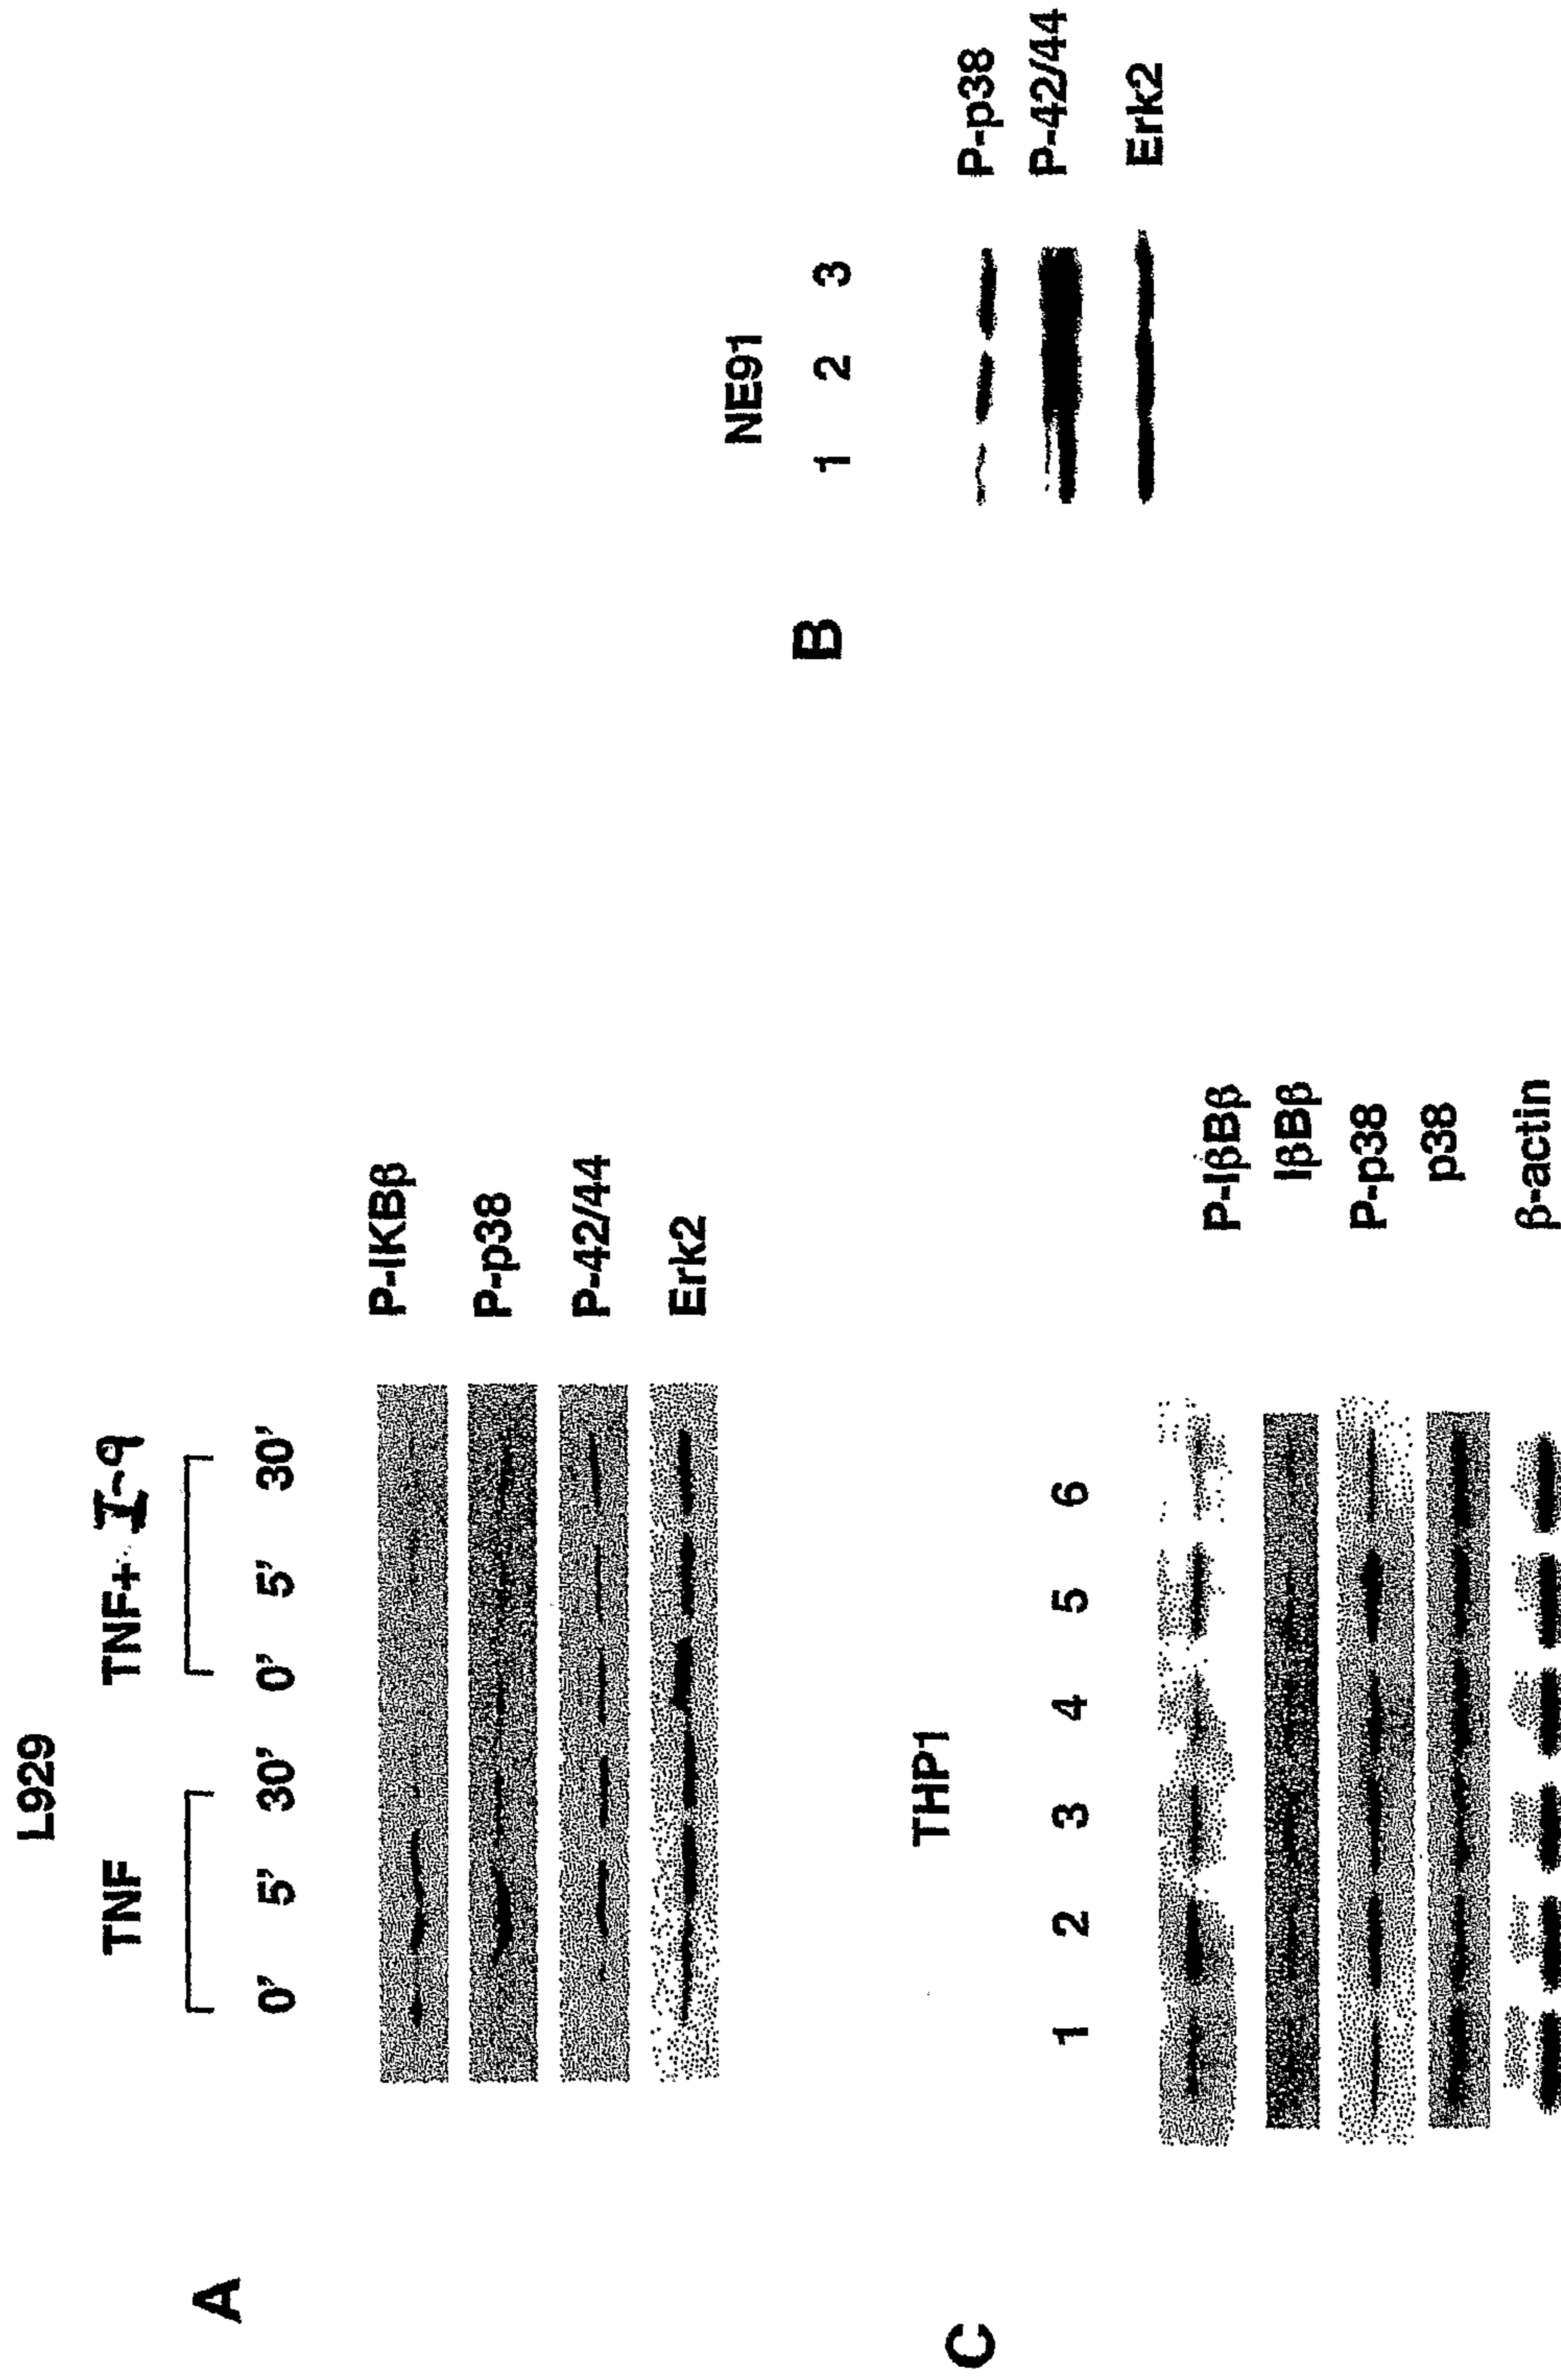 A
L929
TNF TNF+ I-9
0' 5' 30' 0' 5' 30'
P-IKBβ
P-p38
P-42/44
Erk2
B
NE91
1 2 3
P-p38
P-42/44
Erk2
C
THP1
1 2 3 4 5 6
P-IβBβ
IβBβ
P-p38
p38
β-actin